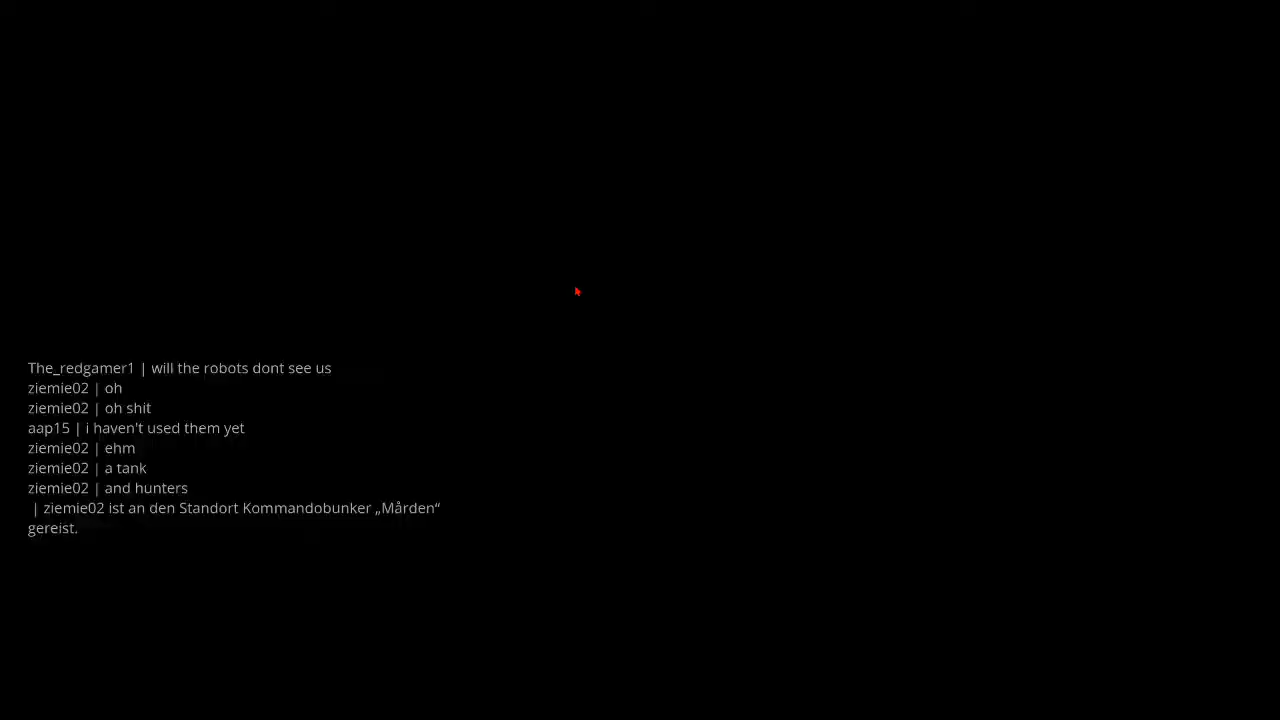 The_redgamer1 | will the robots dont see us
ziemie02 | oh
ziemie02 | oh shit
aap15 | i haven't used them yet
ziemie02 | ehm
ziemie02 | a tank
ziemie02 | and hunters
| ziemie02 ist an den Standort Kommandobunker „Mården“
gereist.